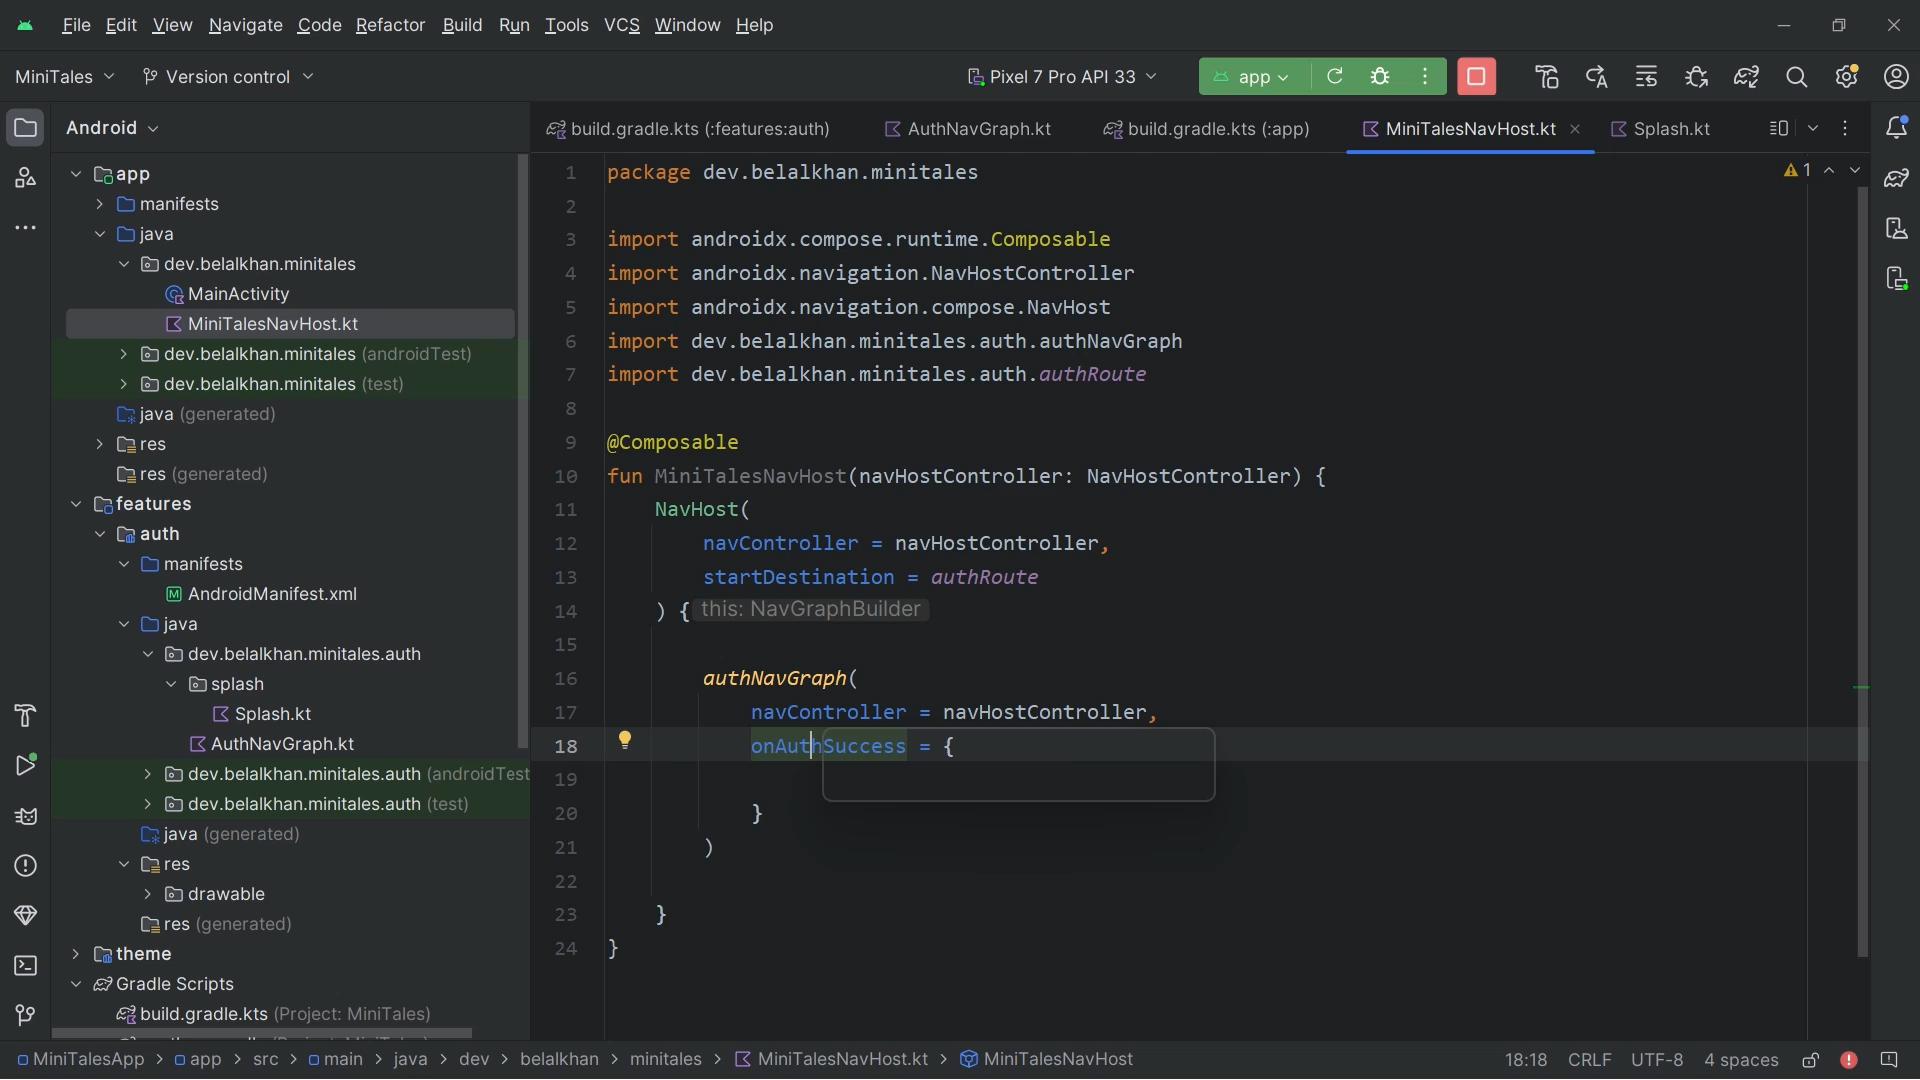 File Edit View Navigate Code Refactor Build Run Tools VCS Window Help
MiniTales Version control Pixel 7 Pro API 33 app
Android
build.gradle.kts (:features:auth) AuthNavGraph.kt build.gradle.kts (:app) MiniTalesNavHost.kt Splash.kt
app
manifests
java
dev.belalkhan.minitales
MainActivity
MiniTalesNavHost.kt
dev.belalkhan.minitales (androidTest)
dev.belalkhan.minitales (test)
java (generated)
res
res (generated)
features
auth
manifests
AndroidManifest.xml
java
dev.belalkhan.minitales.auth
splash
Splash.kt
AuthNavGraph.kt
dev.belalkhan.minitales.auth (androidTest
dev.belalkhan.minitales.auth (test)
java (generated)
res
drawable
res (generated)
theme
Gradle Scripts
build.gradle.kts (Project: MiniTales)
1 package dev.belalkhan.minitales
1
2
3 import androidx.compose.runtime.Composable
4 import androidx.navigation.NavHostController
5 import androidx.navigation.compose.NavHost
6 import dev.belalkhan.minitales.auth.authNavGraph
7 import dev.belalkhan.minitales.auth.authRoute
8
9 @Composable
10 fun MiniTalesNavHost(navHostController: NavHostController) {
11 NavHost(
12 navController = navHostController,
13 startDestination = authRoute
14 ) { this: NavGraphBuilder
15
16 authNavGraph(
17 navController = navHostController,
18 onAuthSuccess = {
19
20 }
21 )
22
23 }
24 }
MiniTalesApp > app > src > main > java > dev > belalkhan > minitales > MiniTalesNavHost.kt > MiniTalesNavHost 18:18 CRLF UTF-8 4 spaces